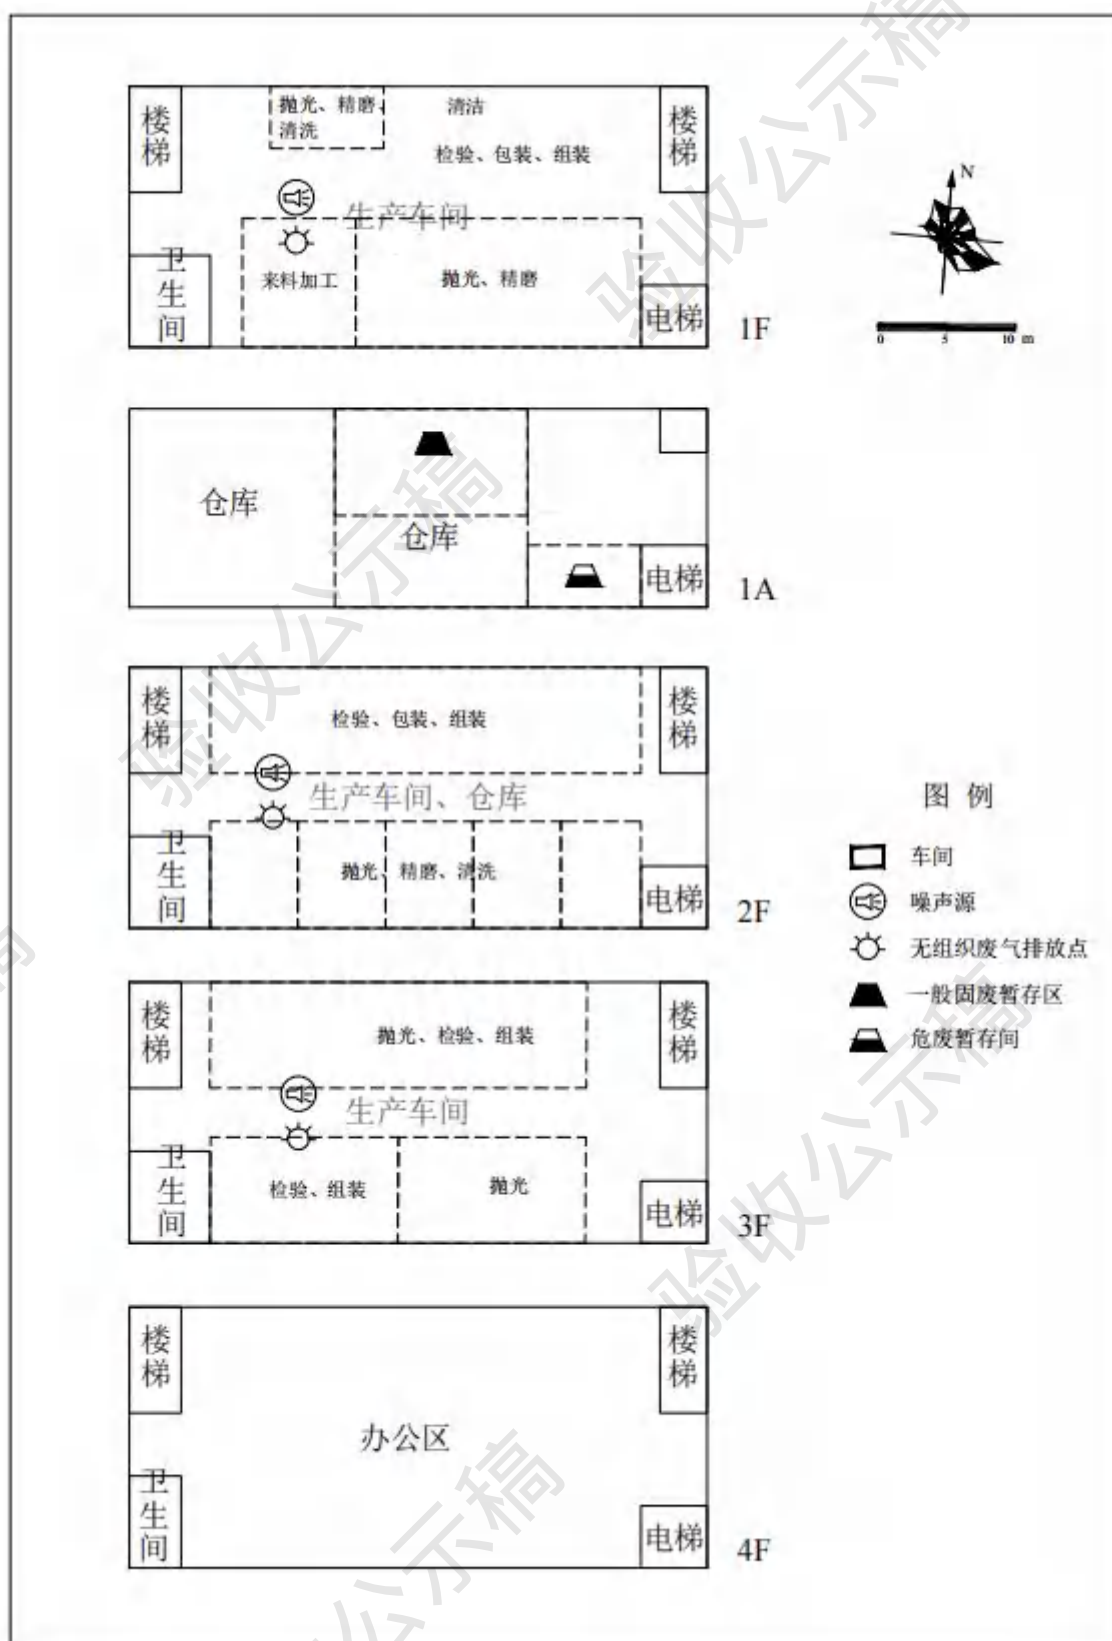 楼梯
抛光、精磨、
清洗
清洁
检验、包装、组装
楼梯
生产车间
卫生间
来料加工
抛光、精磨
电梯
1F
N
0 5 10 m
仓库
仓库
电梯
1A
楼梯
检验、包装、组装
楼梯
生产车间、仓库
卫生间
抛光、精磨、清洗
电梯
2F
图 例
车间
噪声源
无组织废气排放点
一般固废暂存区
危废暂存间
楼梯
抛光、检验、组装
楼梯
生产车间
卫生间
检验、组装
抛光
电梯
3F
楼梯
楼梯
办公区
卫生间
电梯
4F
验收公示稿
验收公示稿
验收公示稿
验收公示稿
稿